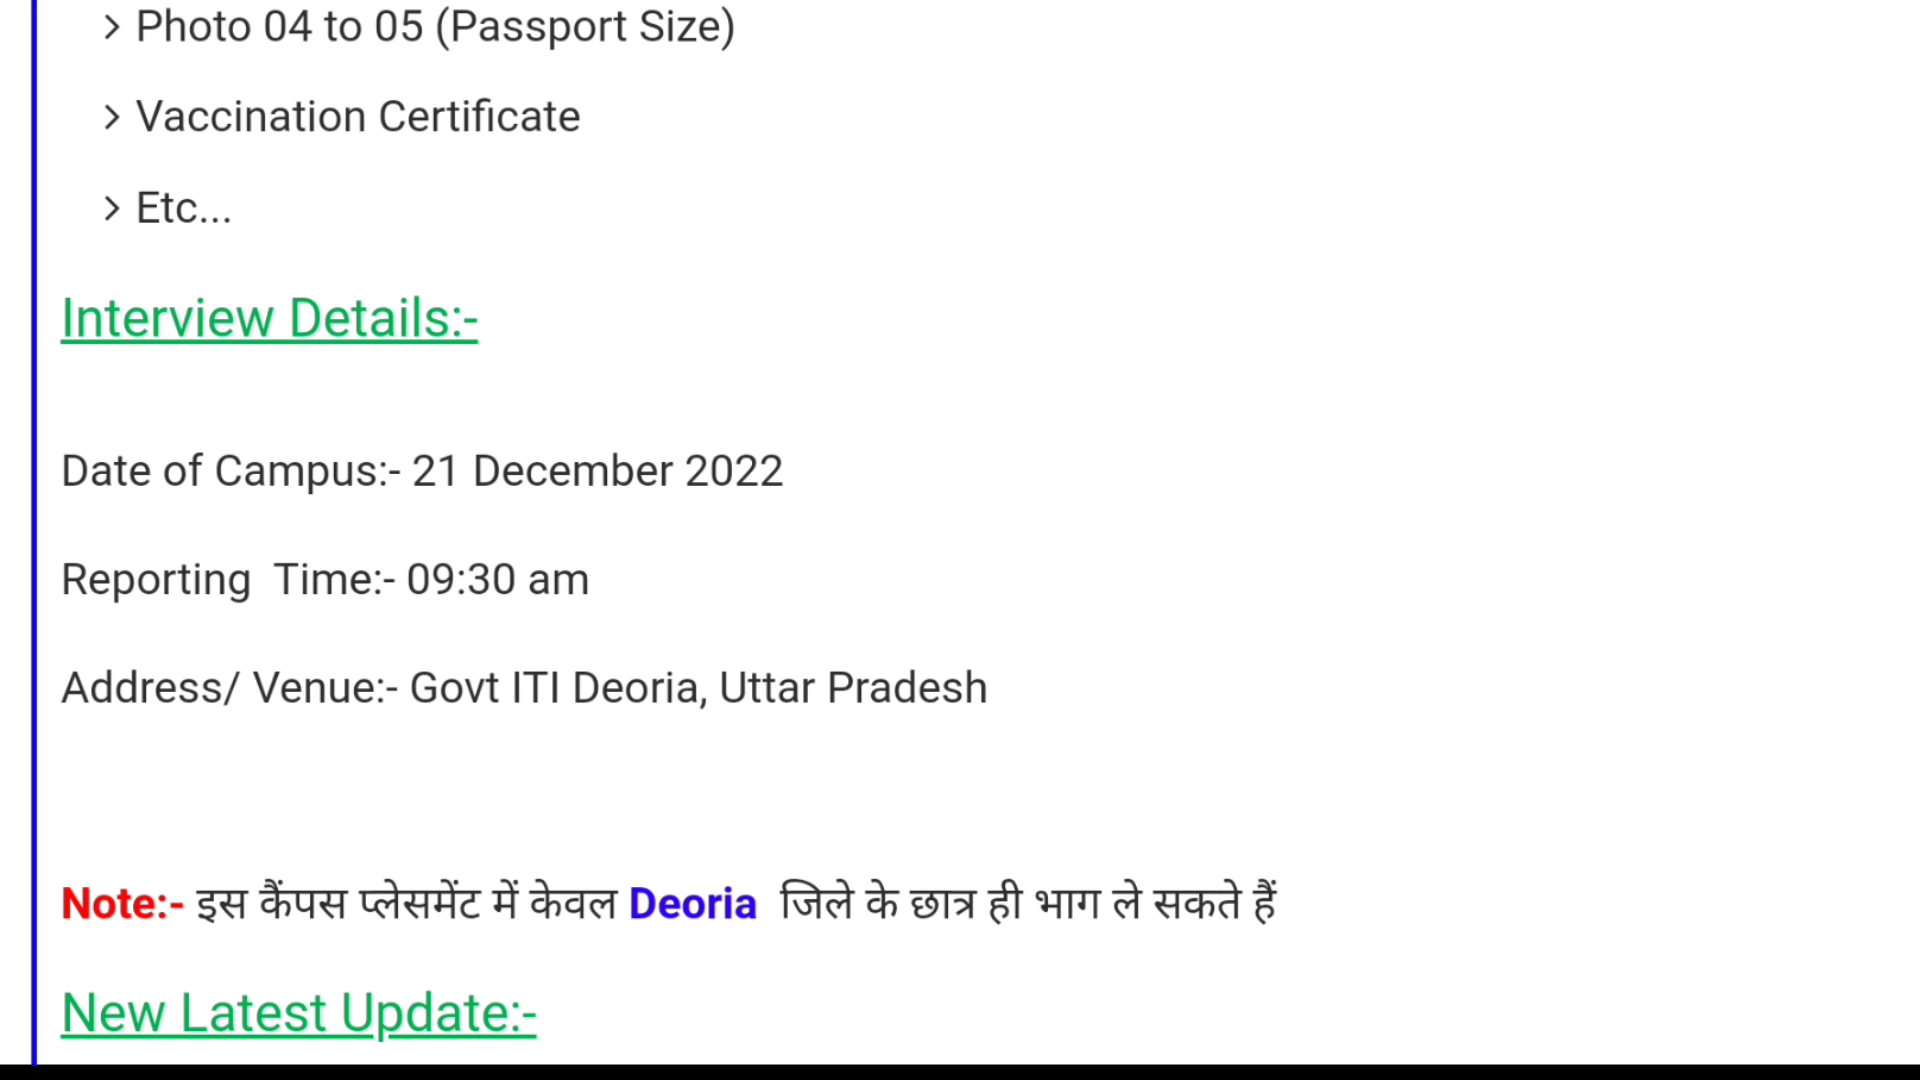 > Photo 04 to 05 (Passport Size)
> Vaccination Certificate
> Etc...
Interview Details:-
Date of Campus:- 21 December 2022
Reporting  Time:- 09:30 am
Address/ Venue:- Govt ITI Deoria, Uttar Pradesh
Note:- इस कैंपस प्लेसमेंट में केवल Deoria  जिले के छात्र ही भाग ले सकते हैं
New Latest Update:-